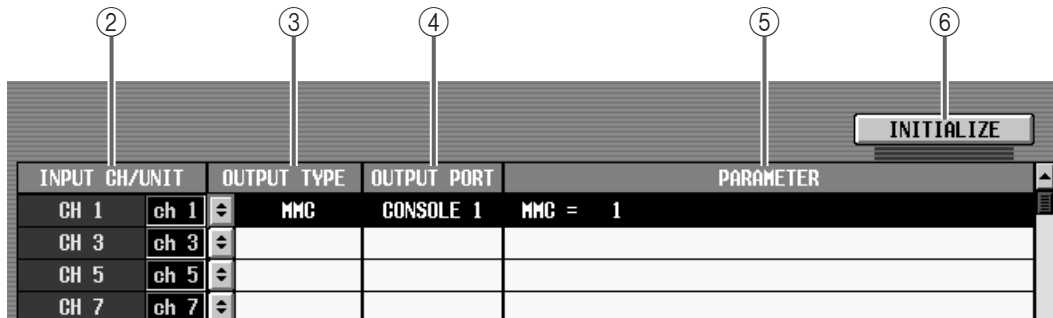 ② ③ ④ ⑤ ⑥
INITIALIZE
INPUT CH/UNIT OUTPUT TYPE OUTPUT PORT PARAMETER
CH 1 ch 1 MMC CONSOLE 1 MMC = 1
CH 3 ch 3
CH 5 ch 5
CH 7 ch 7